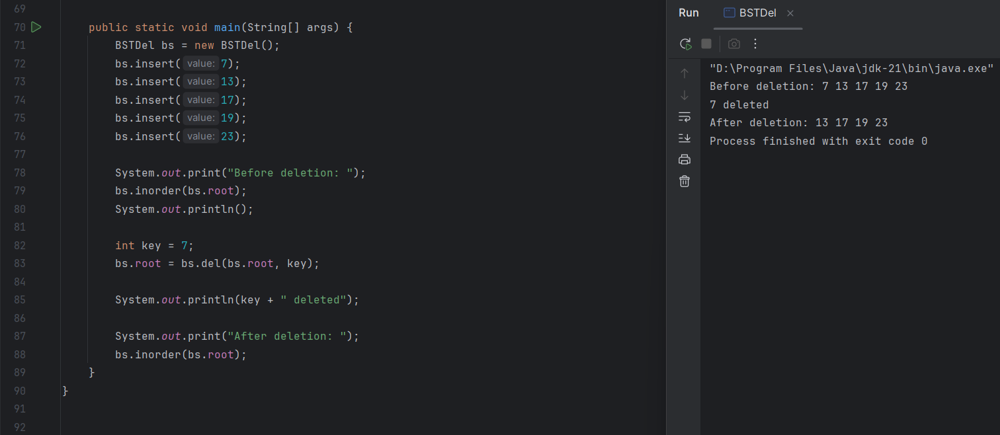 69
70 public static void main(String[] args) {
71 BSTDel bs = new BSTDel();
72 bs.insert( value: 7);
73 bs.insert( value: 13);
74 bs.insert( value: 17);
75 bs.insert( value: 19);
76 bs.insert( value: 23);
77
78 System.out.print("Before deletion: ");
79 bs.inorder(bs.root);
80 System.out.println();
81
82 int key = 7;
83 bs.root = bs.del(bs.root, key);
84
85 System.out.println(key + " deleted");
86
87 System.out.print("After deletion: ");
88 bs.inorder(bs.root);
89 }
90 }
91
92
Run BSTDel
"D:\Program Files\Java\jdk-21\bin\java.exe"
Before deletion: 7 13 17 19 23
7 deleted
After deletion: 13 17 19 23
Process finished with exit code 0